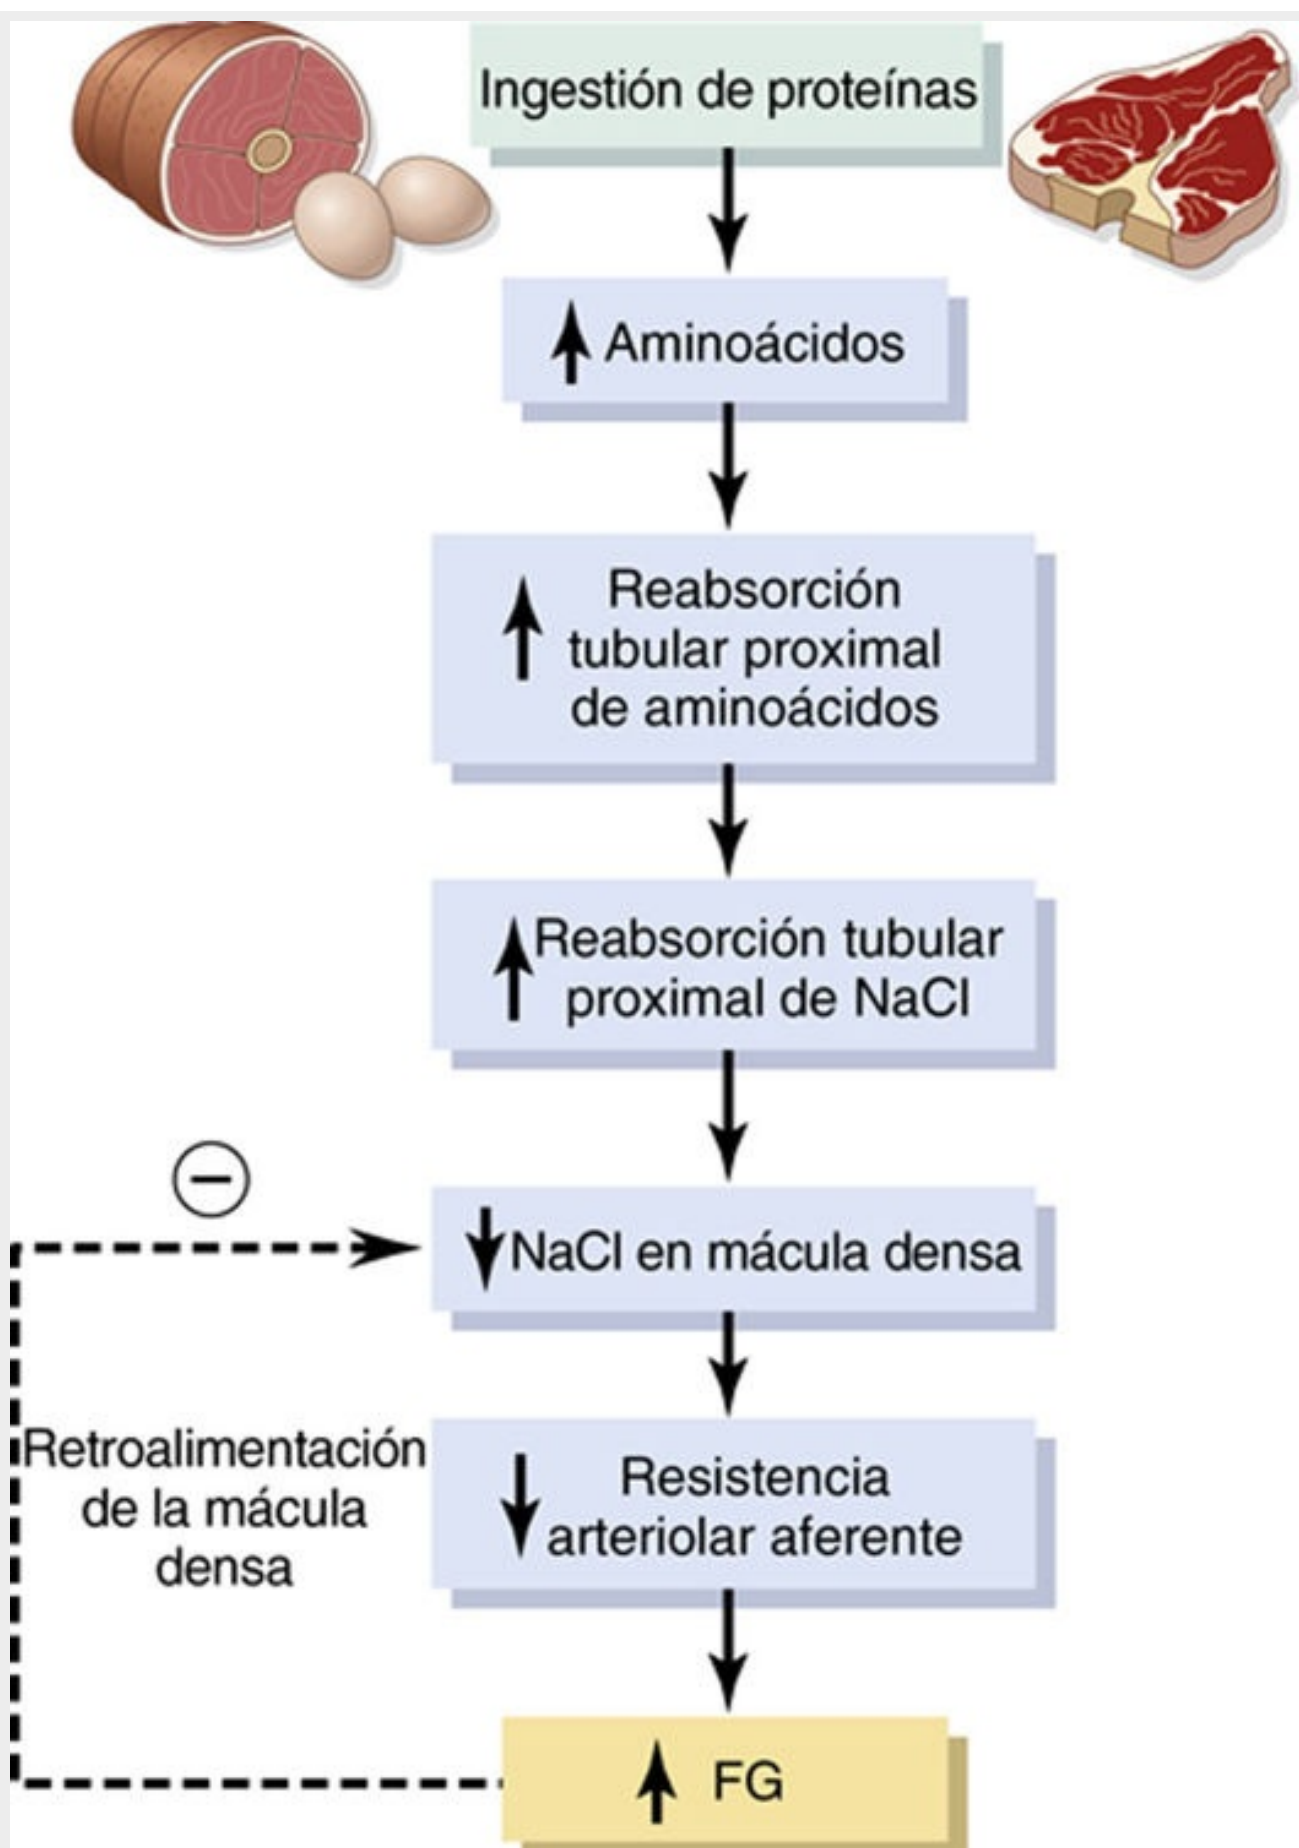 Ingestión de proteínas
Aminoácidos
Reabsorción
tubular proximal
de aminoácidos
Reabsorción tubular
proximal de NaCl
NaCl en mácula densa
Retroalimentación
de la mácula
densa
Resistencia
arteriolar aferente
FG